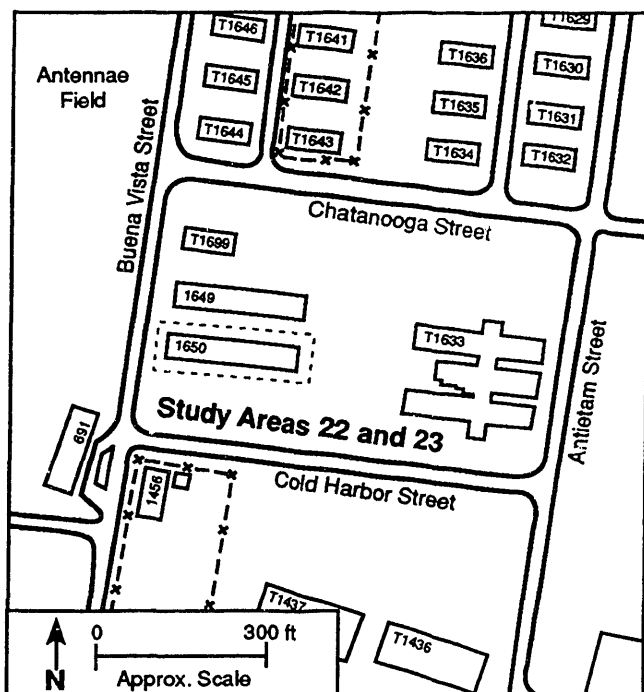 T1629
T1646
T1641
T1636
T1630
Antennae
Field
T1645
T1642
T1635
T1631
T1644
T1643
T1634
T1632
Buena Vista Street
Chatanooga Street
T1699
1649
1650
T1633
Antietam Street
Study Areas 22 and 23
691
1456
Cold Harbor Street
T1437
T1436
0 300 ft
N
Approx. Scale